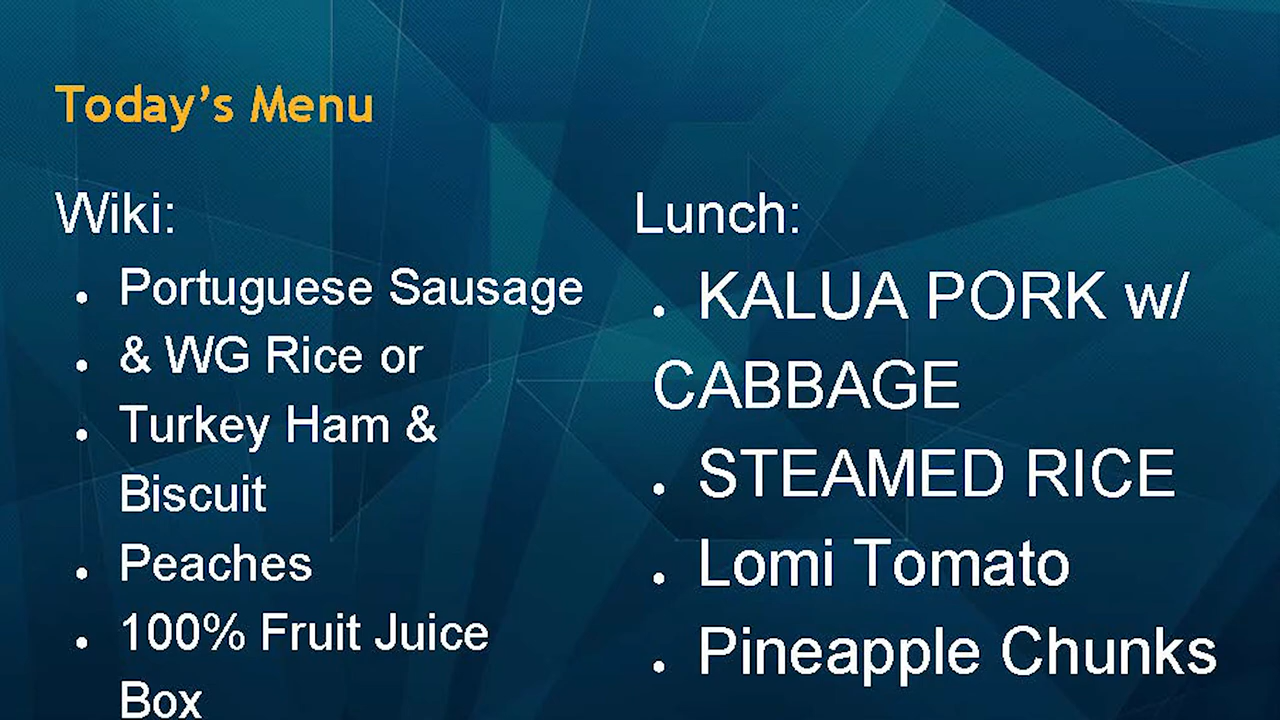 Today's Menu
Wiki:
• Portuguese Sausage
• & WG Rice or
• Turkey Ham &
Biscuit
• Peaches
• 100% Fruit Juice
Box
Lunch:
• KALUA PORK w/
CABBAGE
• STEAMED RICE
• Lomi Tomato
• Pineapple Chunks